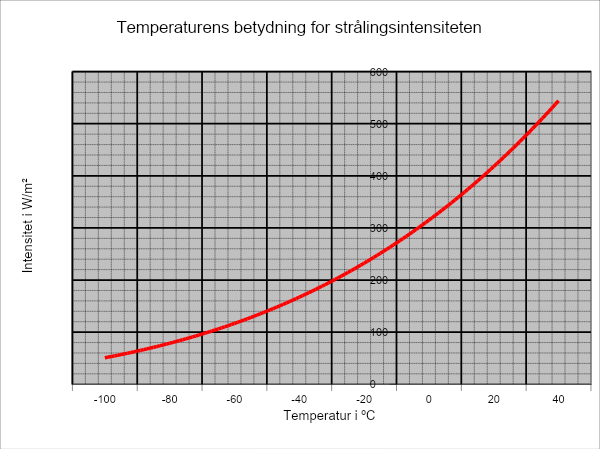 Temperaturens betydning for strålingsintensiteten
600
500
400
300
200
100
0
Intensitet i W/m²
-100 -80 -60 -40 -20 0 20 40
Temperatur i ºC